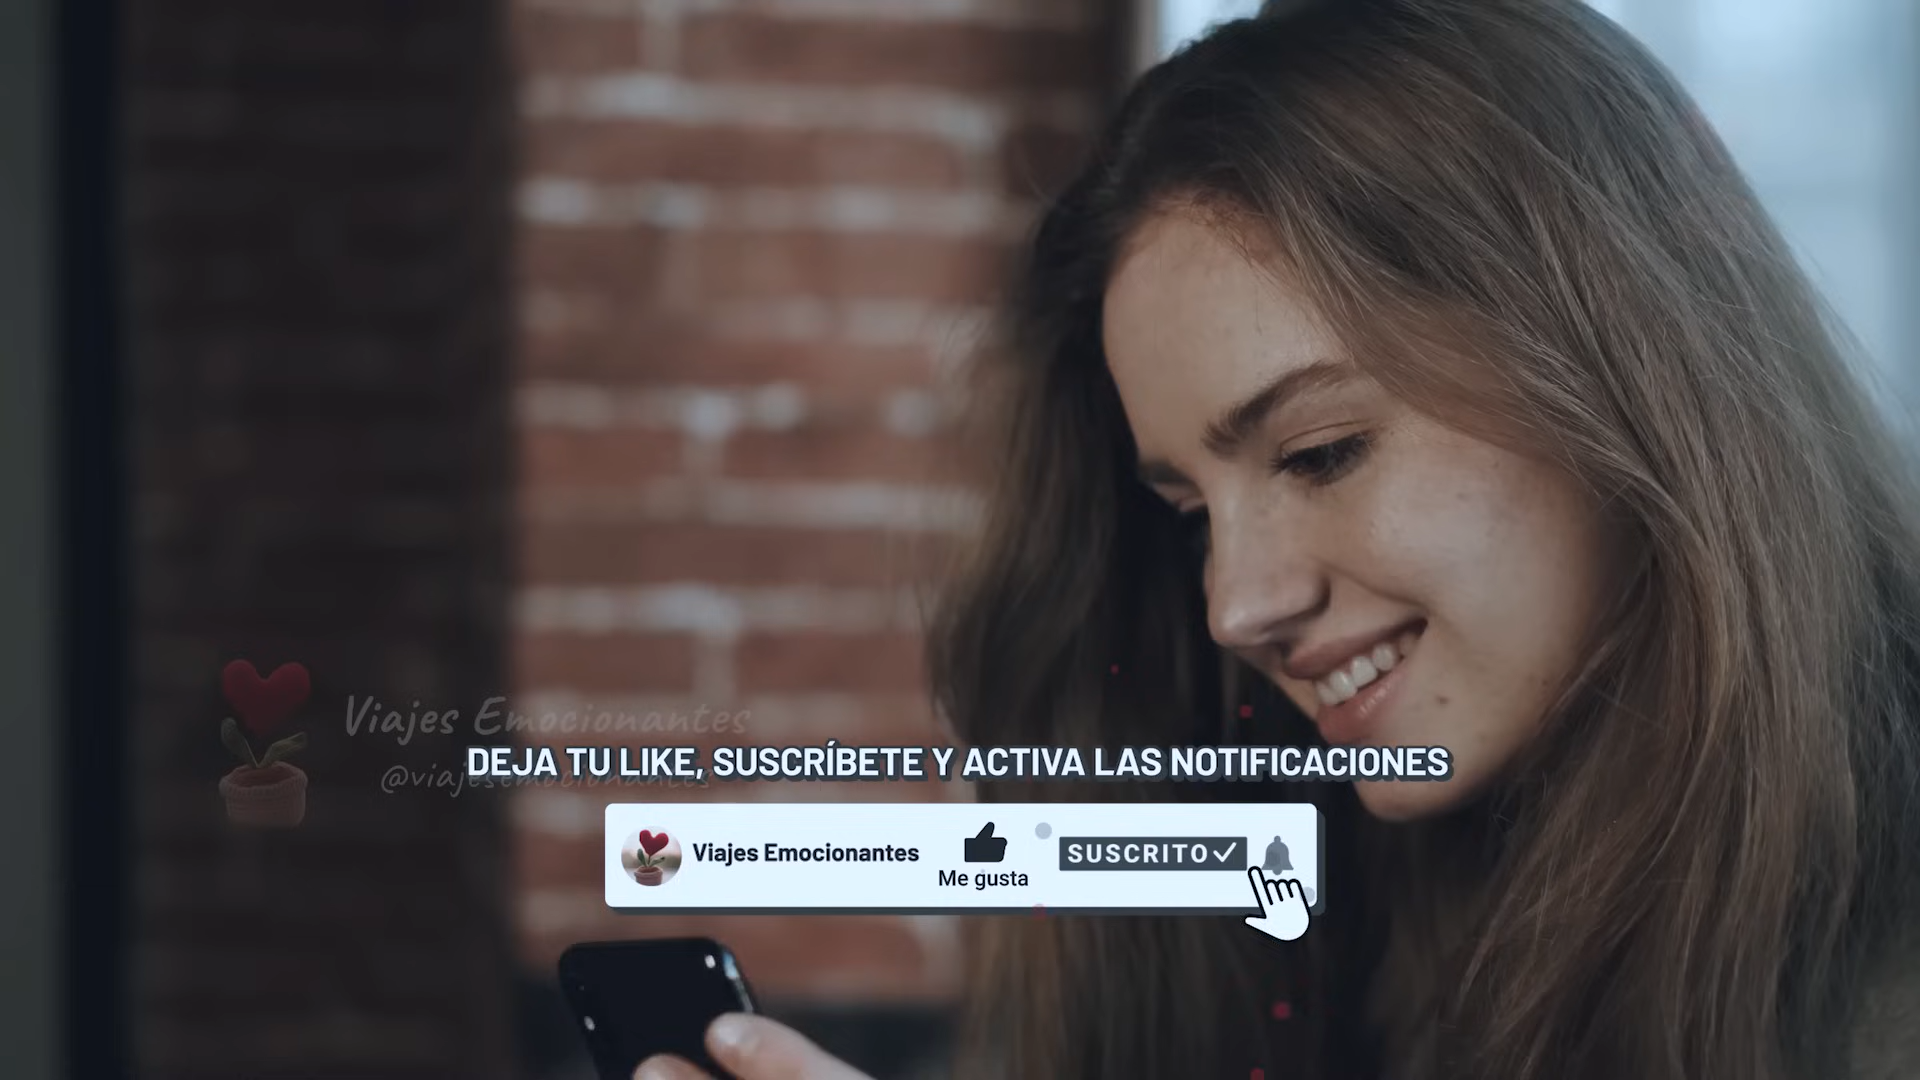 Viajes Emocionantes
@viajesemocionantes
DEJA TU LIKE, SUSCRÍBETE Y ACTIVA LAS NOTIFICACIONES
Viajes Emocionantes
Me gusta
SUSCRITO